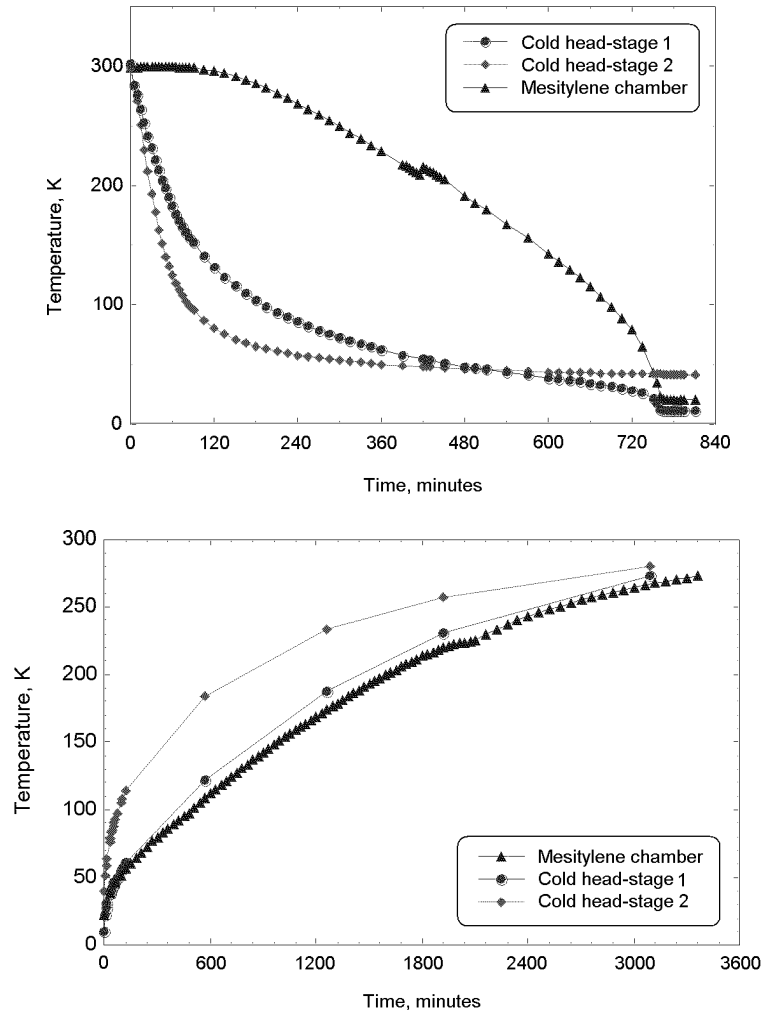 Cold head-stage 1
Cold head-stage 2
Mesitylene chamber
300
200
100
0
Temperature, K
0 120 240 360 480 600 720 840
Time, minutes
300
250
200
150
100
50
0
Temperature, K
Mesitylene chamber
Cold head-stage 1
Cold head-stage 2
0 600 1200 1800 2400 3000 3600
Time, minutes